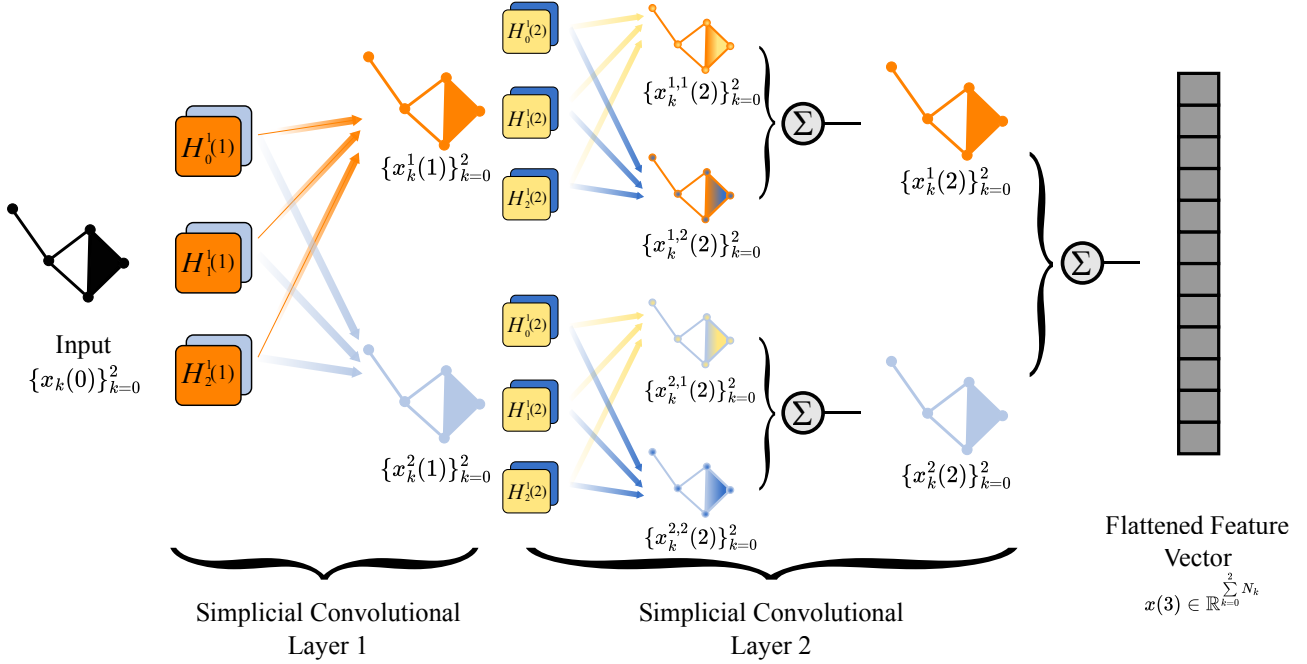 Input
$\{x_k(0)\}_{k=0}^2$
$H_0^1(1)$
$H_1^1(1)$
$H_2^1(1)$
$\{x_k^1(1)\}_{k=0}^2$
$\{x_k^2(1)\}_{k=0}^2$
Simplicial Convolutional
Layer 1
$H_0^1(2)$
$H_1^1(2)$
$H_2^1(2)$
$\{x_k^{1,1}(2)\}_{k=0}^2$
$\{x_k^{1,2}(2)\}_{k=0}^2$
Σ
$\{x_k^1(2)\}_{k=0}^2$
$H_0^1(2)$
$H_1^1(2)$
$H_2^1(2)$
$\{x_k^{2,1}(2)\}_{k=0}^2$
$\{x_k^{2,2}(2)\}_{k=0}^2$
Σ
$\{x_k^2(2)\}_{k=0}^2$
Simplicial Convolutional
Layer 2
Σ
Flattened Feature
Vector
$x(3) \in \mathbb{R}^{\sum_{k=0}^2 N_k}$